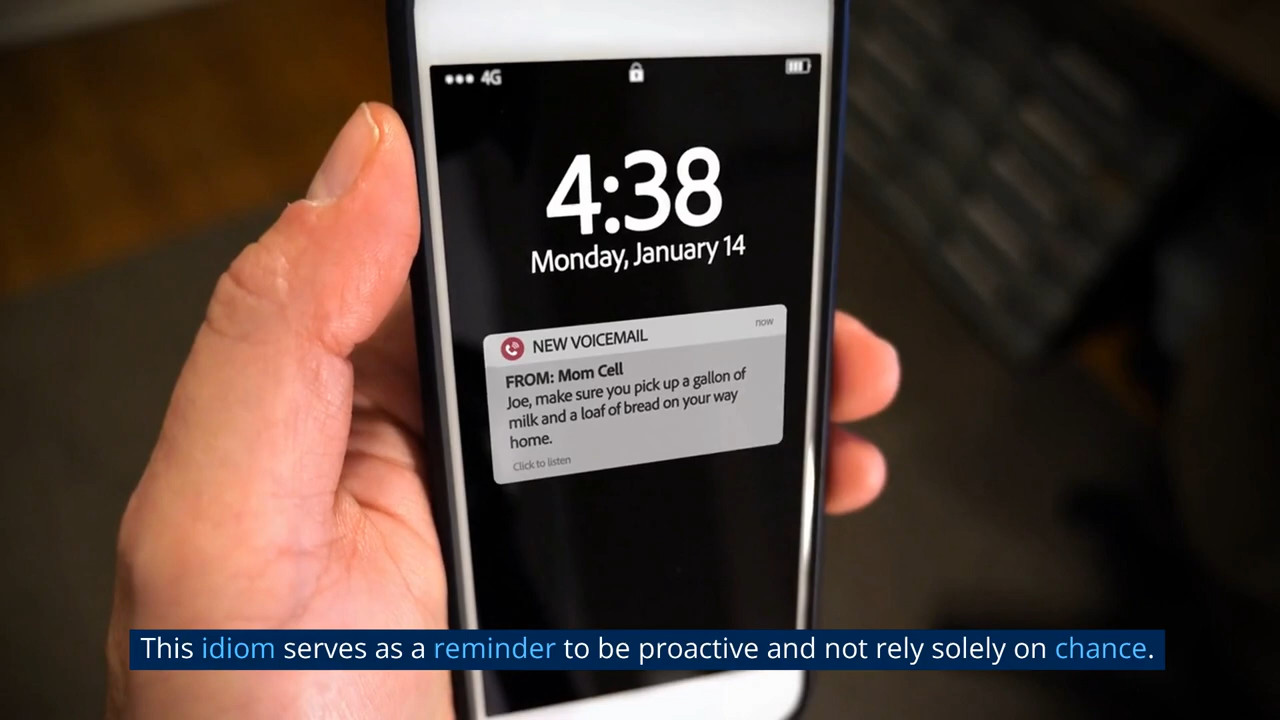 4G
4:38
Monday, January 14
NEW VOICEMAIL
now
FROM: Mom Cell
Joe, make sure you pick up a gallon of
milk and a loaf of bread on your way
home.
Click to listen
This idiom serves as a reminder to be proactive and not rely solely on chance.